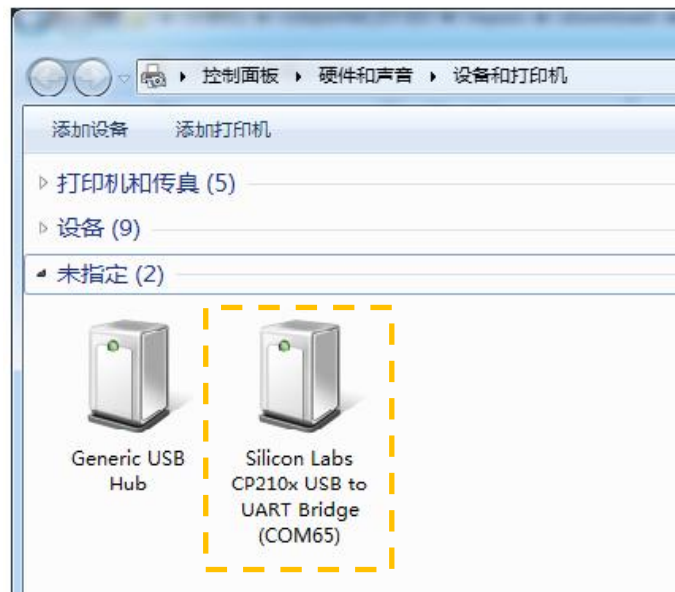 控制面板 ▸ 硬件和声音 ▸ 设备和打印机
添加设备 添加打印机
打印机和传真 (5)
设备 (9)
未指定 (2)
Generic USB
Hub
Silicon Labs
CP210x USB to
UART Bridge
(COM65)